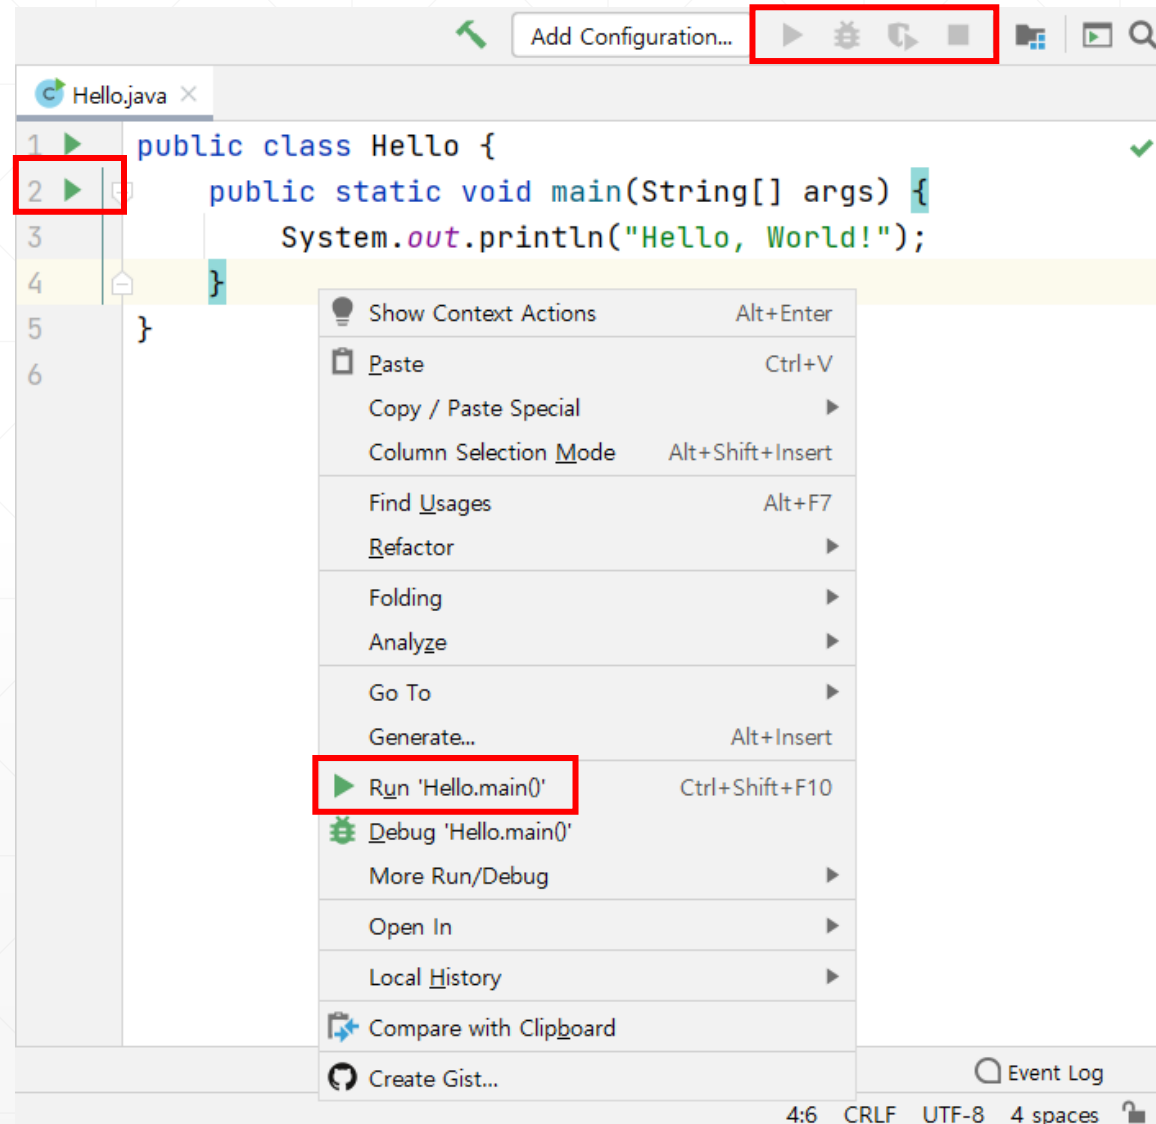 Add Configuration...
Hello.java
1 public class Hello {
2 public static void main(String[] args) {
3 System.out.println("Hello, World!");
4 }
5 }
6
Show Context Actions Alt+Enter
Paste Ctrl+V
Copy / Paste Special
Column Selection Mode Alt+Shift+Insert
Find Usages Alt+F7
Refactor
Folding
Analyze
Go To
Generate... Alt+Insert
Run 'Hello.main()' Ctrl+Shift+F10
Debug 'Hello.main()'
More Run/Debug
Open In
Local History
Compare with Clipboard
Create Gist...
Event Log
4:6 CRLF UTF-8 4 spaces